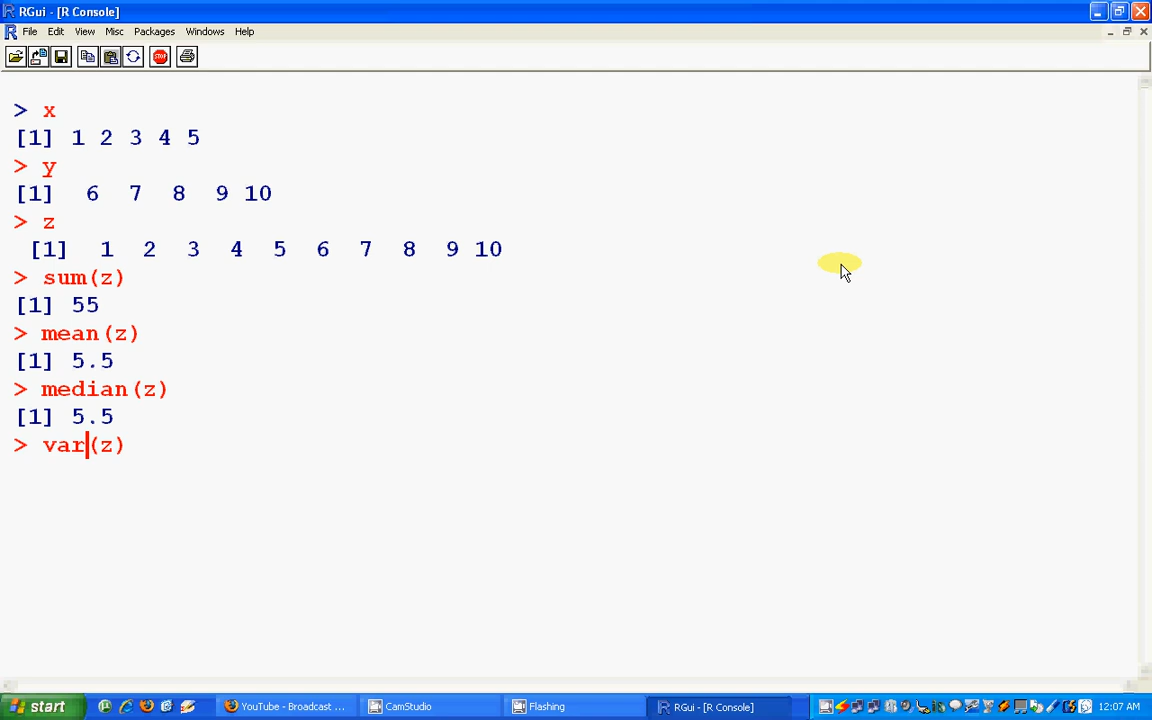 RGui - [R Console]
File Edit View Misc Packages Windows Help
STOP
> x
[1] 1 2 3 4 5
> y
[1] 6 7 8 9 10
> z
[1] 1 2 3 4 5 6 7 8 9 10
> sum(z)
[1] 55
> mean(z)
[1] 5.5
> median(z)
[1] 5.5
> var(z)
start YouTube - Broadcast ... CamStudio Flashing RGui - [R Console] 12:07 AM